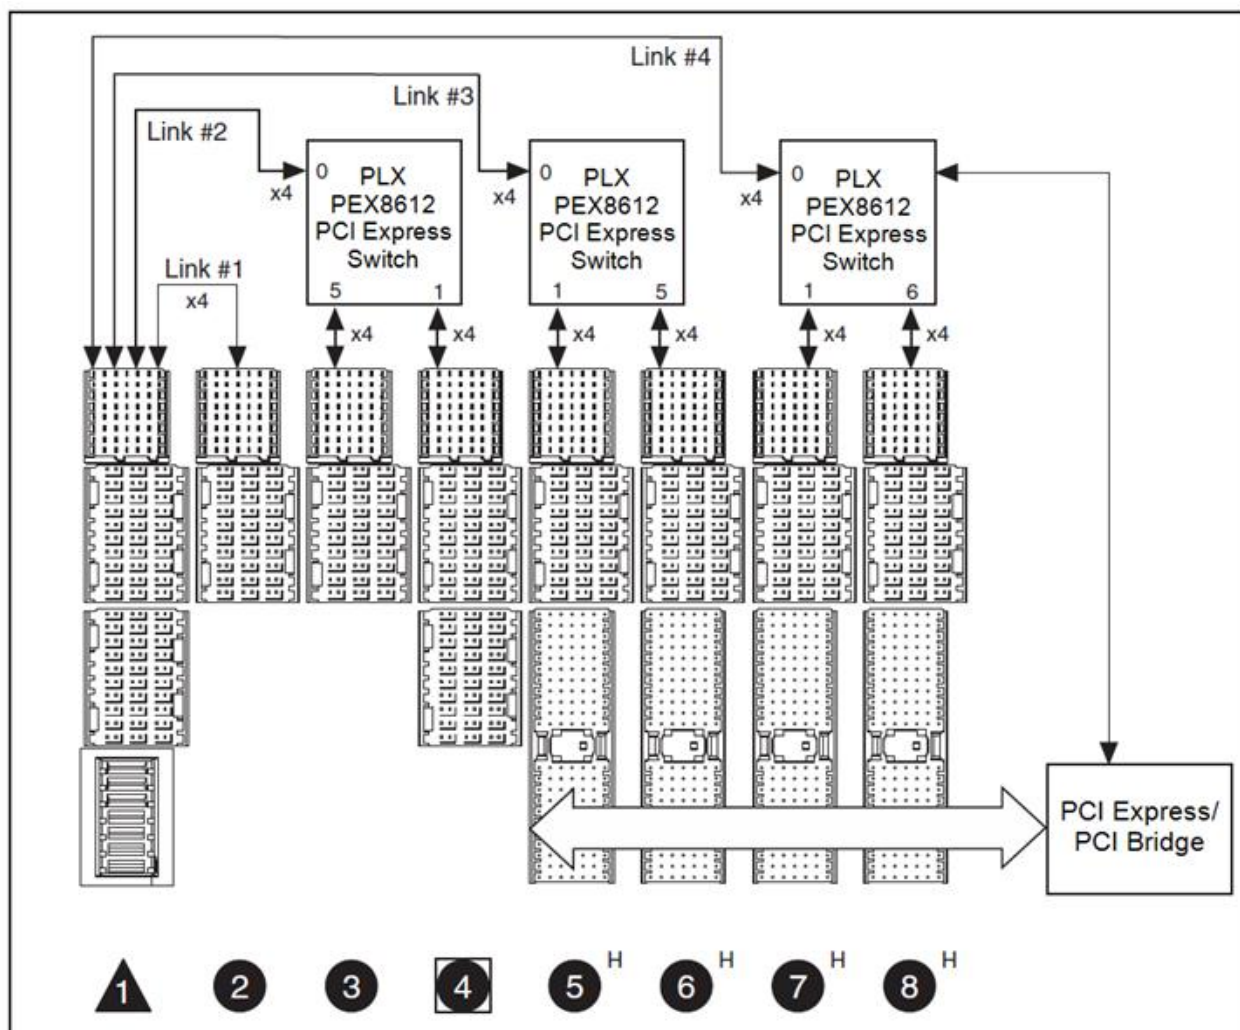 Link #4
Link #3
Link #2
0
x4
PLX
PEX8612
PCI Express
Switch
5
1
0
x4
PLX
PEX8612
PCI Express
Switch
1
5
0
x4
PLX
PEX8612
PCI Express
Switch
1
6
Link #1
x4
x4
x4
x4
x4
x4
x4
PCI Express/
PCI Bridge
1
2
3
4
5 H
6 H
7 H
8 H